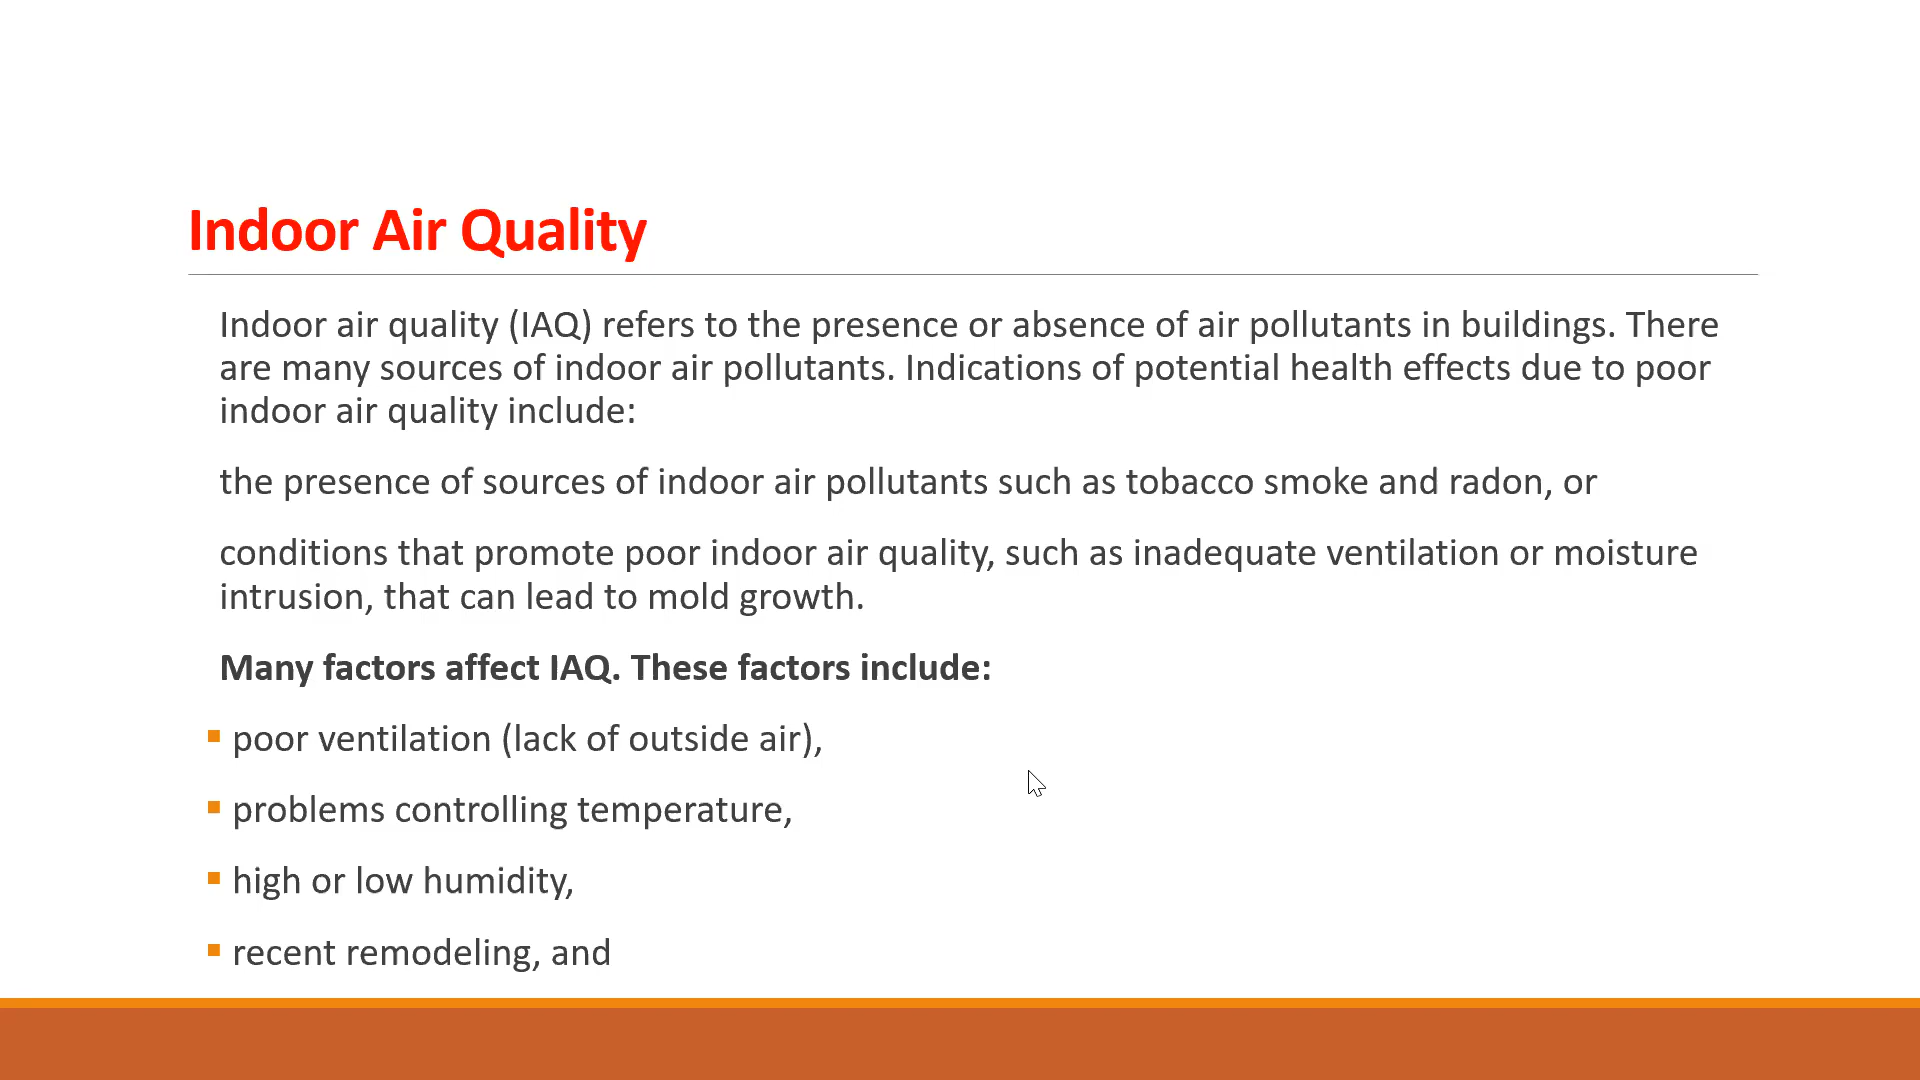 Indoor Air Quality
Indoor air quality (IAQ) refers to the presence or absence of air pollutants in buildings. There
are many sources of indoor air pollutants. Indications of potential health effects due to poor
indoor air quality include:
the presence of sources of indoor air pollutants such as tobacco smoke and radon, or
conditions that promote poor indoor air quality, such as inadequate ventilation or moisture
intrusion, that can lead to mold growth.
Many factors affect IAQ. These factors include:
▪ poor ventilation (lack of outside air),
▪ problems controlling temperature,
▪ high or low humidity,
▪ recent remodeling, and